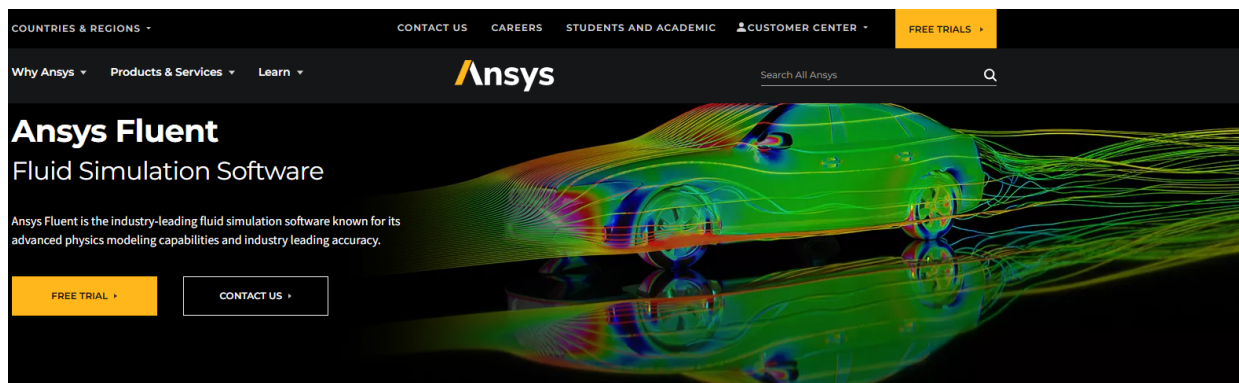 COUNTRIES & REGIONS
CONTACT US
CAREERS
STUDENTS AND ACADEMIC
CUSTOMER CENTER
FREE TRIALS
Why Ansys
Products & Services
Learn
Ansys
Search All Ansys
Ansys Fluent
Fluid Simulation Software
Ansys Fluent is the industry-leading fluid simulation software known for its
advanced physics modeling capabilities and industry leading accuracy.
FREE TRIAL
CONTACT US